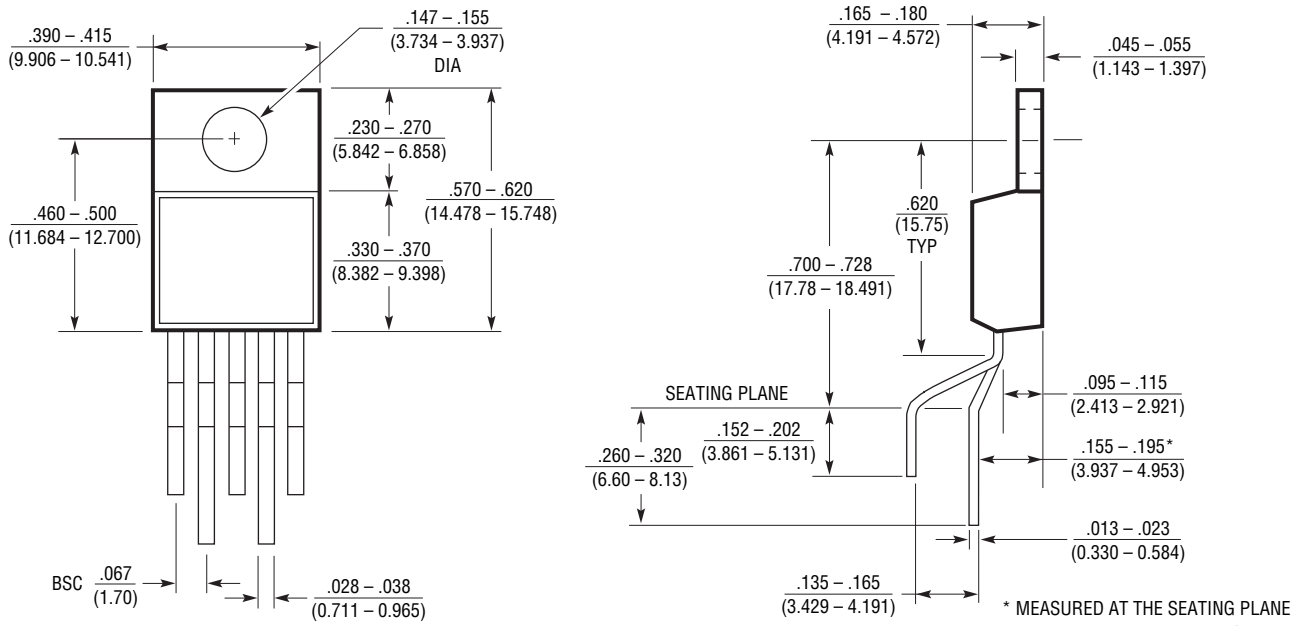 .390 – .415
(9.906 – 10.541)
.147 – .155
(3.734 – 3.937)
DIA
.230 – .270
(5.842 – 6.858)
.460 – .500
(11.684 – 12.700)
.570 – .620
(14.478 – 15.748)
.330 – .370
(8.382 – 9.398)
BSC
.067
(1.70)
.028 – .038
(0.711 – 0.965)
.165 – .180
(4.191 – 4.572)
.045 – .055
(1.143 – 1.397)
.620
(15.75)
TYP
.700 – .728
(17.78 – 18.491)
SEATING PLANE
.095 – .115
(2.413 – 2.921)
.152 – .202
(3.861 – 5.131)
.260 – .320
(6.60 – 8.13)
.155 – .195*
(3.937 – 4.953)
.013 – .023
(0.330 – 0.584)
.135 – .165
(3.429 – 4.191)
* MEASURED AT THE SEATING PLANE